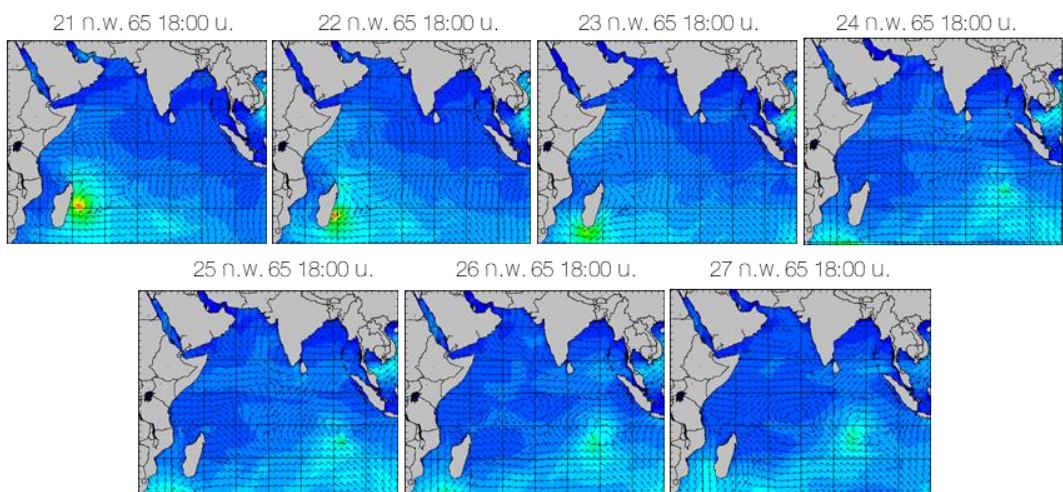 21 ก.พ. 65 18:00 น.
22 ก.พ. 65 18:00 น.
23 ก.พ. 65 18:00 น.
24 ก.พ. 65 18:00 น.
25 ก.พ. 65 18:00 น.
26 ก.พ. 65 18:00 น.
27 ก.พ. 65 18:00 น.